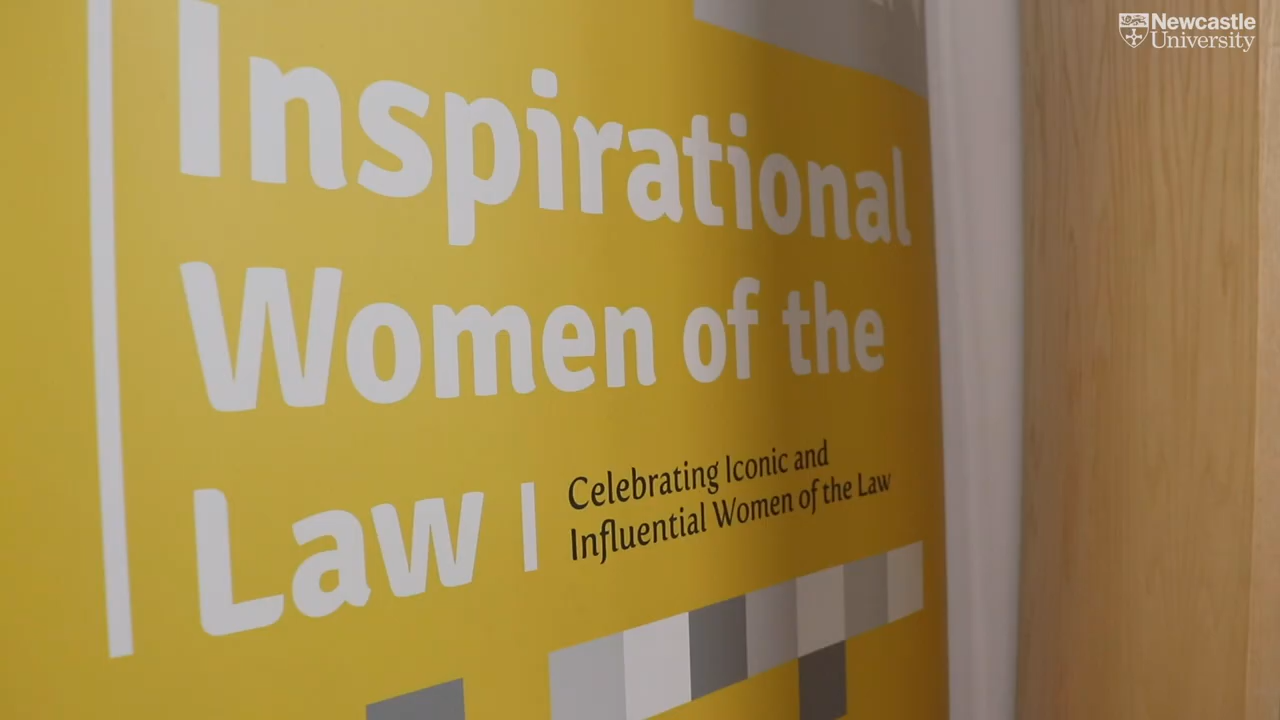 Newcastle
University
Inspirational
Women of the
Law
Celebrating Iconic and
Influential Women of the Law